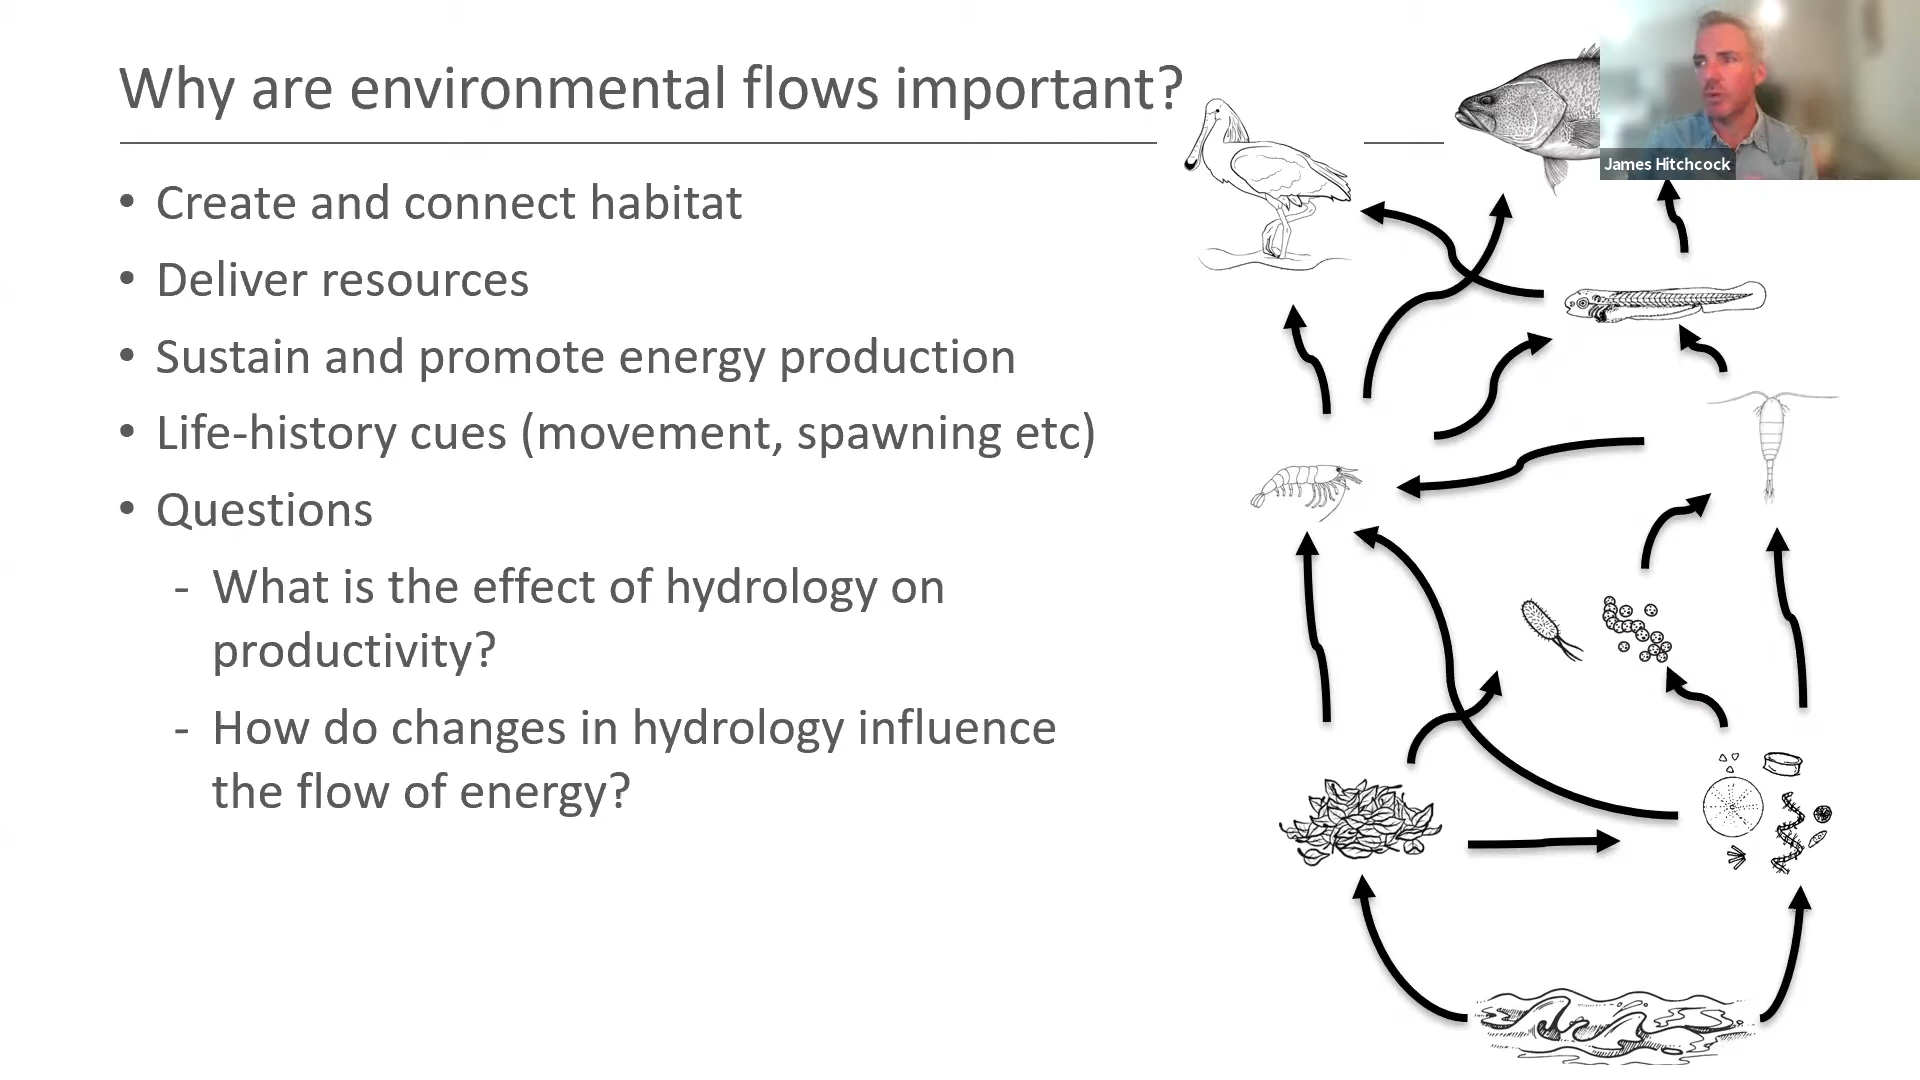 Why are environmental flows important?
James Hitchcock
• Create and connect habitat
• Deliver resources
• Sustain and promote energy production
• Life-history cues (movement, spawning etc)
• Questions
- What is the effect of hydrology on
productivity?
- How do changes in hydrology influence
the flow of energy?